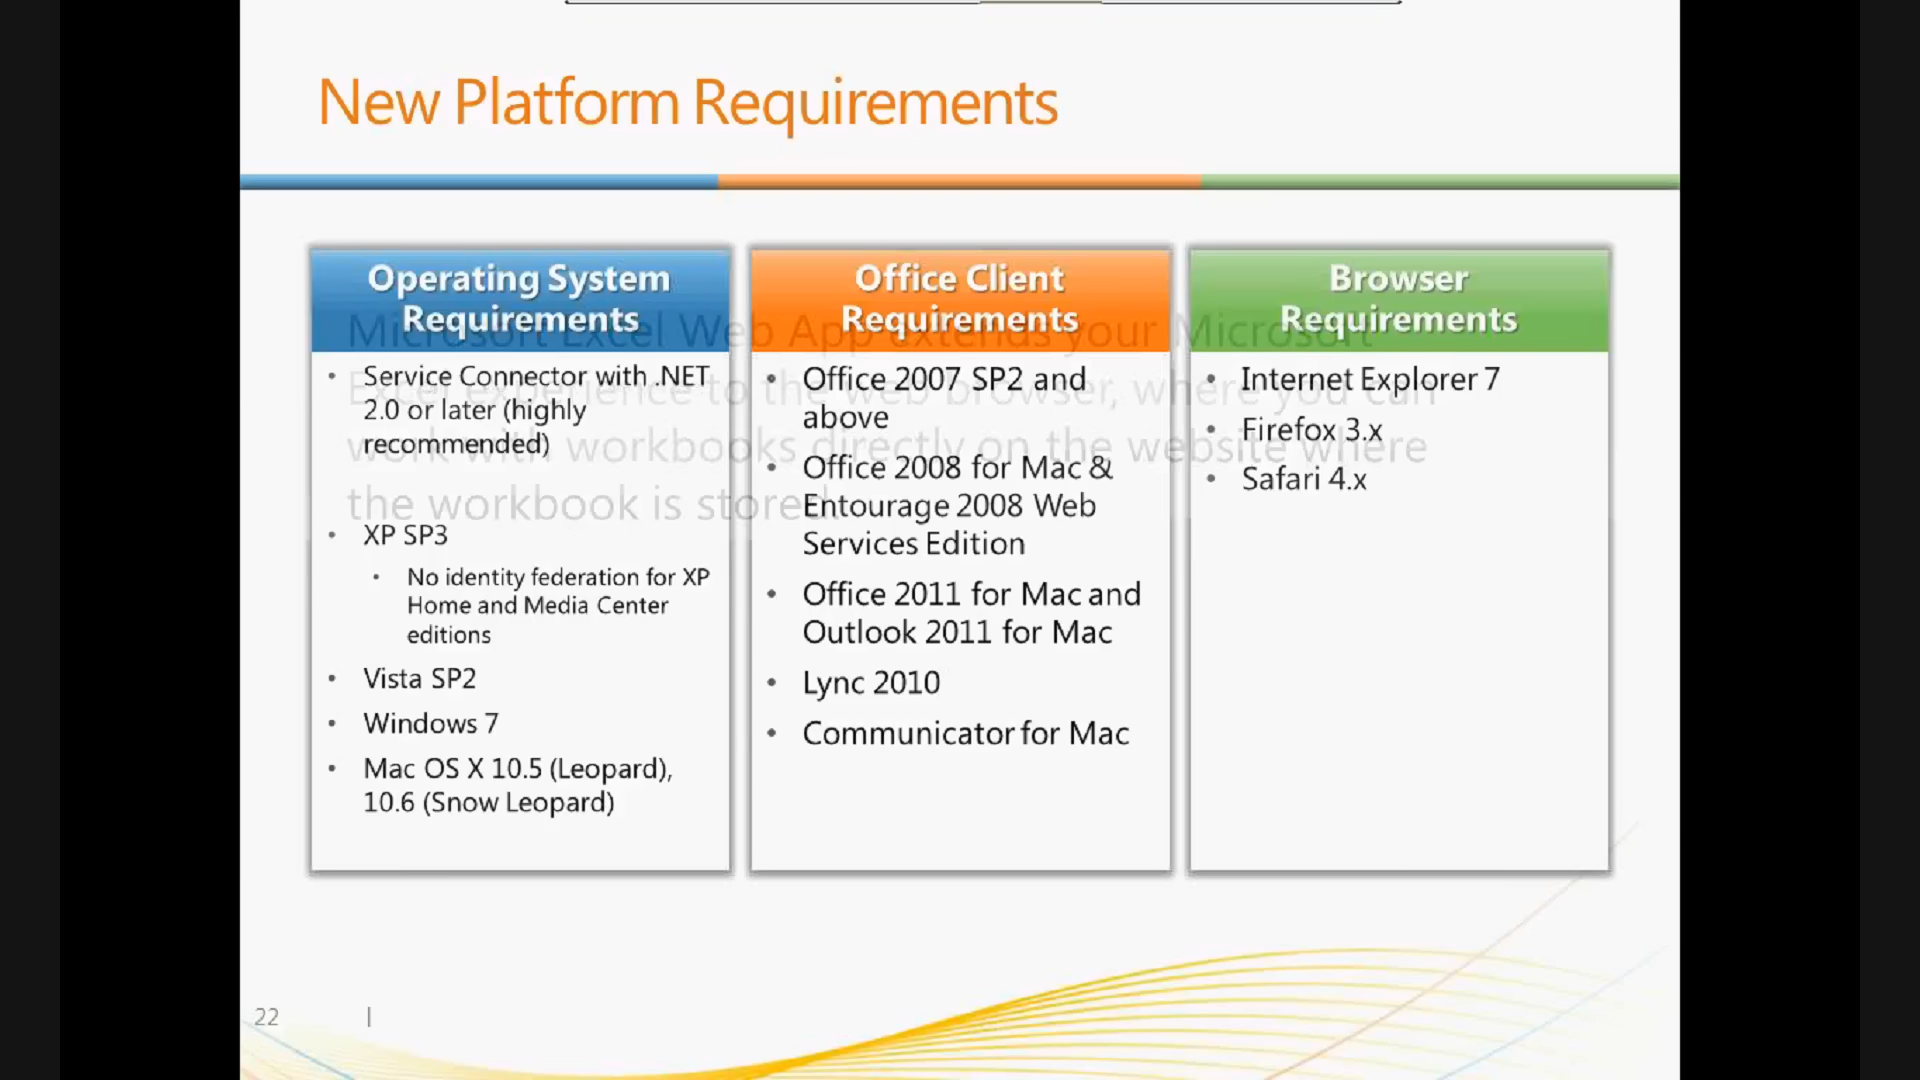 New Platform Requirements
Operating System
Requirements
Service Connector with .NET
2.0 or later (highly
recommended)
XP SP3
No identity federation for XP
Home and Media Center
editions
Vista SP2
Windows 7
Mac OS X 10.5 (Leopard),
10.6 (Snow Leopard)
Office Client
Requirements
Office 2007 SP2 and
above
Office 2008 for Mac &
Entourage 2008 Web
Services Edition
Office 2011 for Mac and
Outlook 2011 for Mac
Lync 2010
Communicator for Mac
Browser
Requirements
Internet Explorer 7
Firefox 3.x
Safari 4.x
Microsoft Excel Web App extends your Microsoft
Excel experience to the web browser, where you can
work with workbooks directly on the website where
the workbook is stored.
22 |